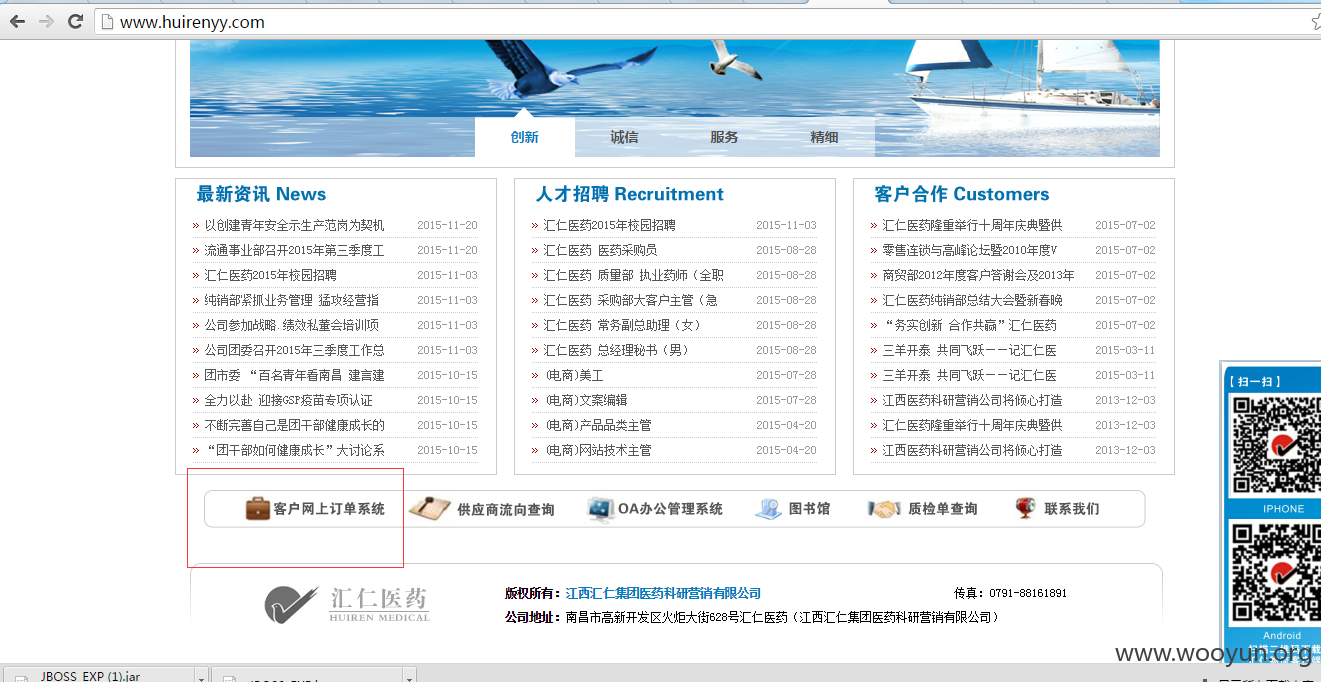 www.huirenyy.com
创新 诚信 服务 精细
最新资讯 News
» 以创建青年安全示生产范岗为契机 2015-11-20
» 流通事业部召开2015年第三季度工 2015-11-20
» 汇仁医药2015年校园招聘 2015-11-03
» 纯销部紧抓业务管理 猛攻经营指 2015-11-03
» 公司参加战略.绩效私董会培训项 2015-11-03
» 公司团委召开2015年三季度工作总 2015-11-03
» 团市委 “百名青年看南昌 建言建 2015-10-15
» 全力以赴 迎接GSP疫苗专项认证 2015-10-15
» 不断完善自己是团干部健康成长的 2015-10-15
» “团干部如何健康成长”大讨论系 2015-10-15
人才招聘 Recruitment
» 汇仁医药2015年校园招聘 2015-11-03
» 汇仁医药 医药采购员 2015-08-28
» 汇仁医药 质量部 执业药师（全职 2015-08-28
» 汇仁医药 采购部大客户主管（急 2015-08-28
» 汇仁医药 常务副总助理（女） 2015-08-28
» 汇仁医药 总经理秘书（男） 2015-08-28
» (电商)美工 2015-07-28
» (电商)文案编辑 2015-07-28
» (电商)产品品类主管 2015-04-20
» (电商)网站技术主管 2015-04-20
客户合作 Customers
» 汇仁医药隆重举行十周年庆典暨供 2015-07-02
» 零售连锁与高峰论坛暨2010年度V 2015-07-02
» 商贸部2012年度客户答谢会及2013年 2015-07-02
» 汇仁医药纯销部总结大会暨新春晚 2015-07-02
» “务实创新 合作共赢”汇仁医药 2015-07-02
» 三羊开泰 共同飞跃——记汇仁医 2015-03-11
» 三羊开泰 共同飞跃——记汇仁医 2015-03-11
» 江西医药科研营销公司将倾心打造 2013-12-03
» 汇仁医药隆重举行十周年庆典暨供 2013-12-03
» 江西医药科研营销公司将倾心打造 2013-12-03
【扫一扫】
IPHONE
Android
客户网上订单系统 供应商流向查询 OA办公管理系统 图书馆 质检单查询 联系我们
汇仁医药
HUIREN MEDICAL
版权所有：江西汇仁集团医药科研营销有限公司 传真：0791-88161891
公司地址：南昌市高新开发区火炬大街628号汇仁医药（江西汇仁集团医药科研营销有限公司）
www.wooyun.org
JBOSS_EXP (1).jar